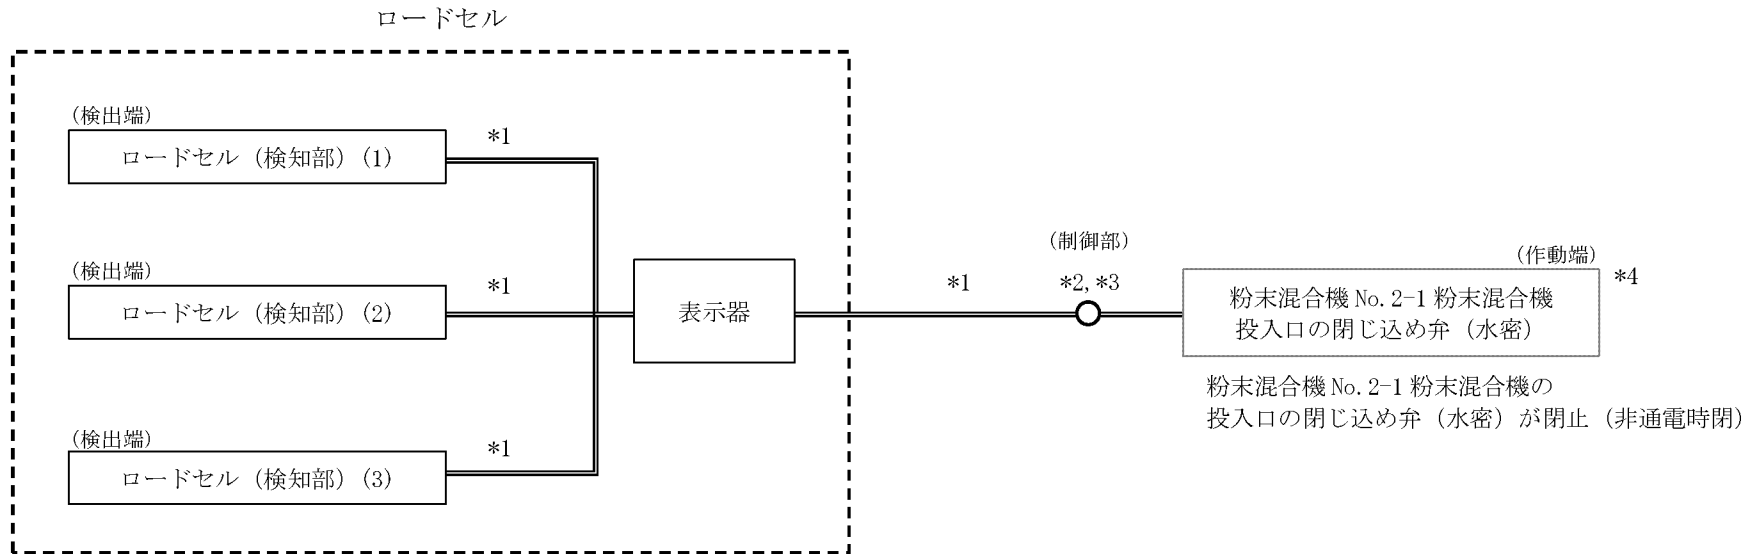 ロードセル
(検出端)
ロードセル（検知部）(1)
*1
(検出端)
ロードセル（検知部）(2)
*1
(検出端)
ロードセル（検知部）(3)
*1
表示器
*1
(制御部)
*2, *3
(作動端)
*4
粉末混合機 No. 2-1 粉末混合機
投入口の閉じ込め弁（水密）
粉末混合機 No. 2-1 粉末混合機の
投入口の閉じ込め弁（水密）が閉止（非通電時閉）